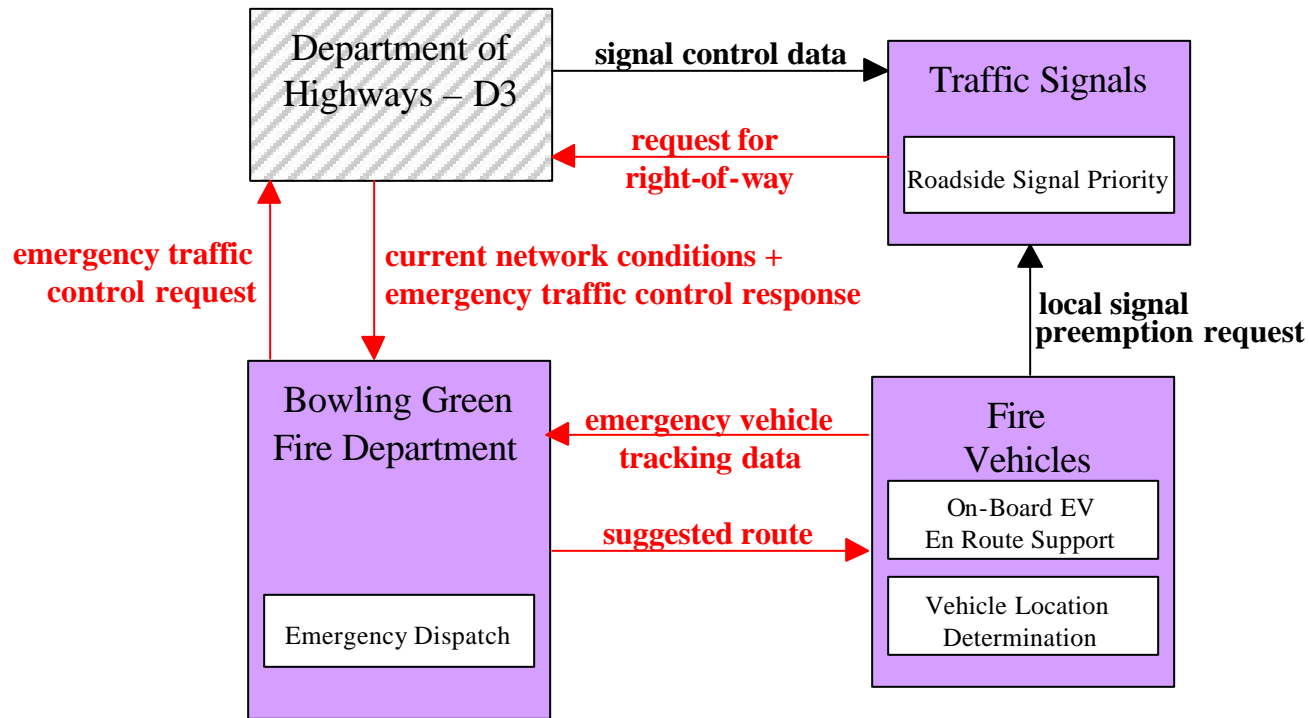 Department of
Highways – D3
signal control data
Traffic Signals
request for
right-of-way
Roadside Signal Priority
emergency traffic
control request
current network conditions +
emergency traffic control response
local signal
preemption request
Bowling Green
Fire Department
emergency vehicle
tracking data
Fire
Vehicles
On-Board EV
En Route Support
suggested route
Vehicle Location
Determination
Emergency Dispatch